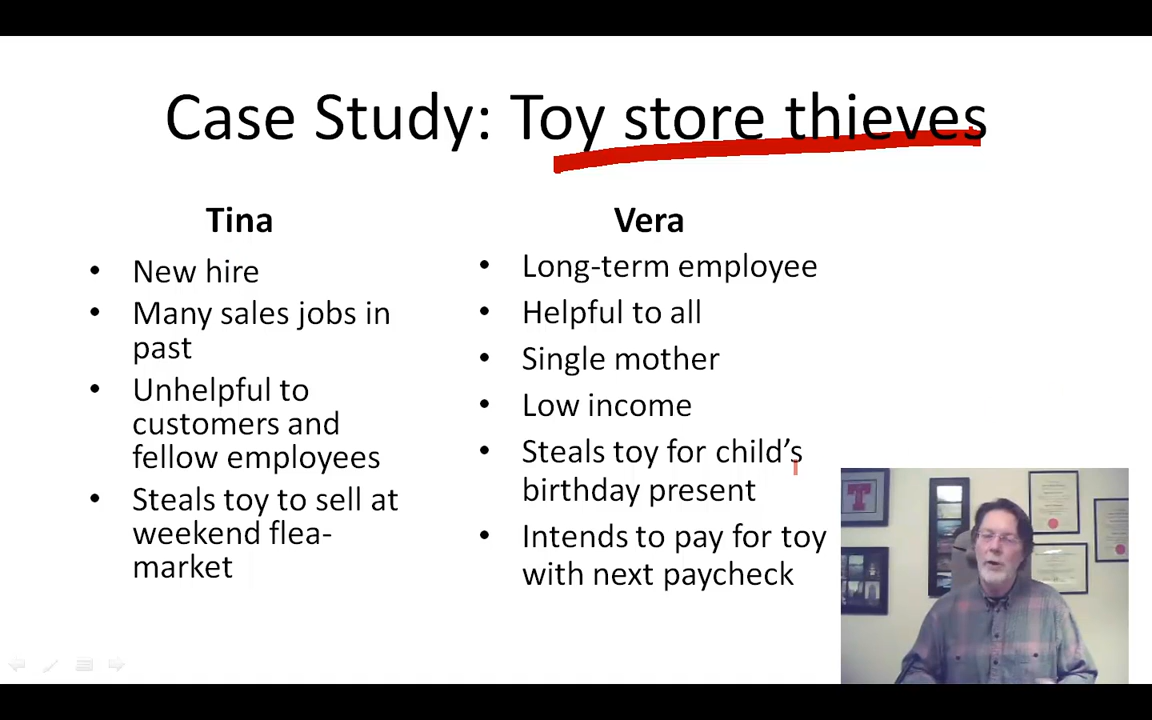 Case Study: Toy store thieves
Tina
• New hire
• Many sales jobs in
past
• Unhelpful to
customers and
fellow employees
• Steals toy to sell at
weekend flea-
market
Vera
• Long-term employee
• Helpful to all
• Single mother
• Low income
• Steals toy for child’s
birthday present
• Intends to pay for toy
with next paycheck